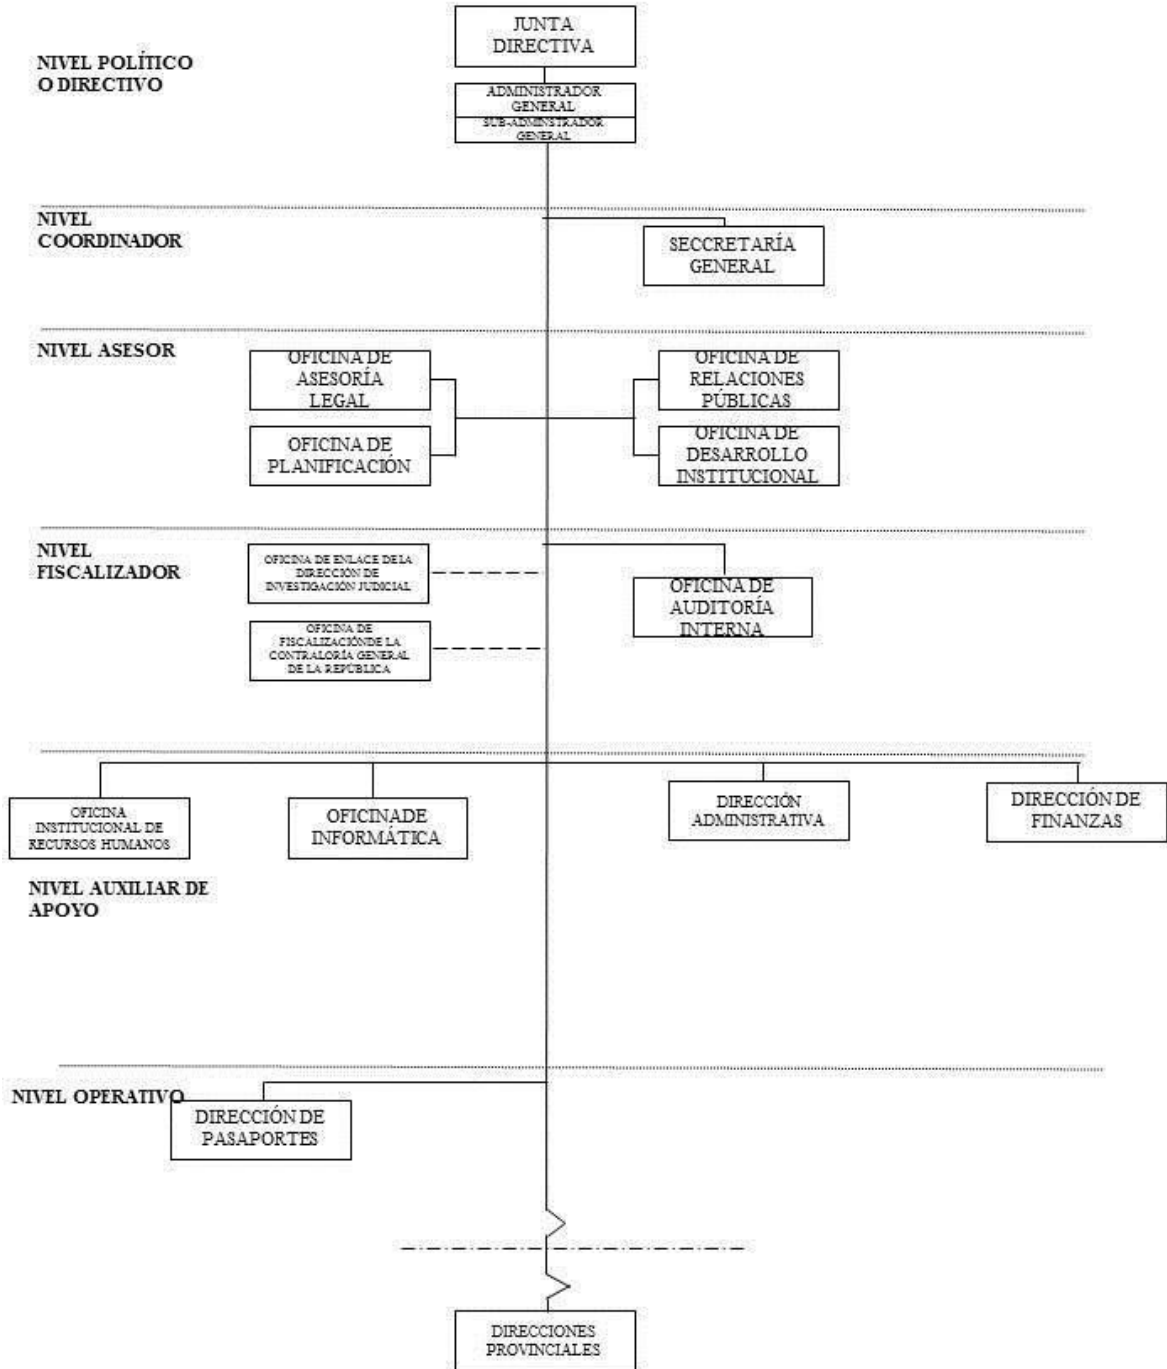 JUNTA
DIRECTIVA
NIVEL POLÍTICO
O DIRECTIVO
ADMINISTRADOR
GENERAL
SUB-ADMINSTRADOR
GENERAL
NIVEL
COORDINADOR
SECCRETARÍA
GENERAL
NIVEL ASESOR
OFICINA DE
ASESORÍA
LEGAL
OFICINA DE
RELACIONES
PÚBLICAS
OFICINA DE
PLANIFICACIÓN
OFICINA DE
DESARROLLO
INSTITUCIONAL
NIVEL
FISCALIZADOR
OFICINA DE ENLACE DE LA
DIRECCIÓN DE
INVESTIGACIÓN JUDICIAL
OFICINA DE
AUDITORÍA
INTERNA
OFICINA DE
FISCALIZACIÓNDE LA
CONTRALORÍA GENERAL
DE LA REPÚBLICA
OFICINA
INSTITUCIONAL DE
RECURSOS HUMANOS
OFICINADE
INFORMÁTICA
DIRECCIÓN
ADMINISTRATIVA
DIRECCIÓN DE
FINANZAS
NIVEL AUXILIAR DE
APOYO
NIVEL OPERATIVO
DIRECCIÓN DE
PASAPORTES
DIRECCIONES
PROVINCIALES